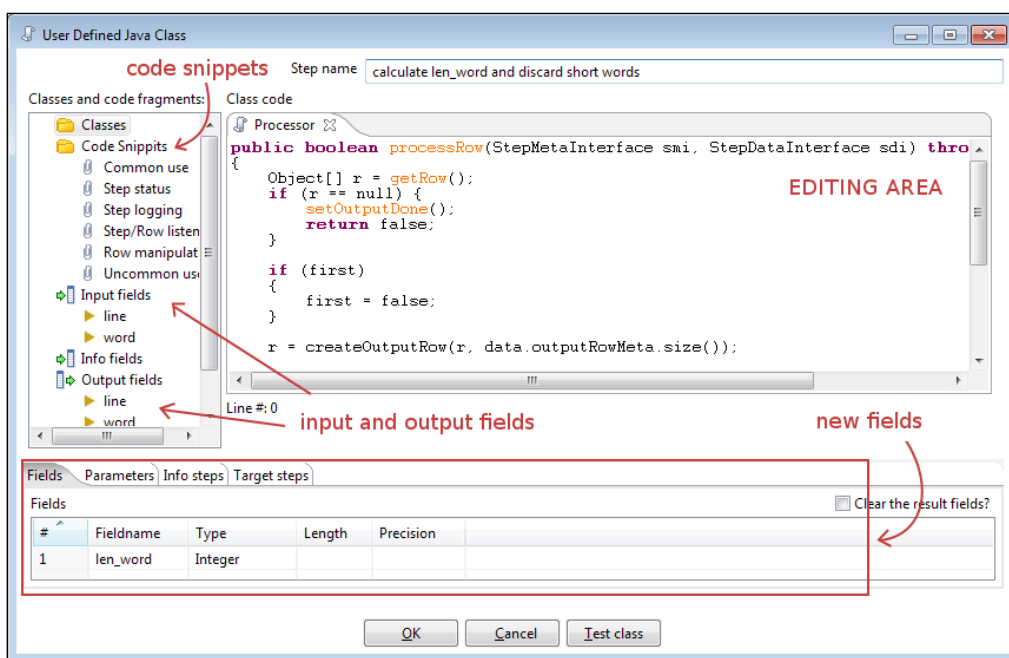 User Defined Java Class
code snippets
Step name calculate len_word and discard short words
Classes and code fragments:
Class code
Classes
Code Snippits
Common use
Step status
Step logging
Step/Row listen
Row manipulat
Uncommon us
Input fields
line
word
Info fields
Output fields
line
word
Processor
public boolean processRow(StepMetaInterface smi, StepDataInterface sdi) thro
{
Object[] r = getRow();
if (r == null) {
setOutputDone();
return false;
}
if (first)
{
first = false;
}
r = createOutputRow(r, data.outputRowMeta.size());
EDITING AREA
Line #: 0
input and output fields
new fields
Fields Parameters Info steps Target steps
Fields
Clear the result fields?
# Fieldname Type Length Precision
1 len_word Integer
OK Cancel Test class